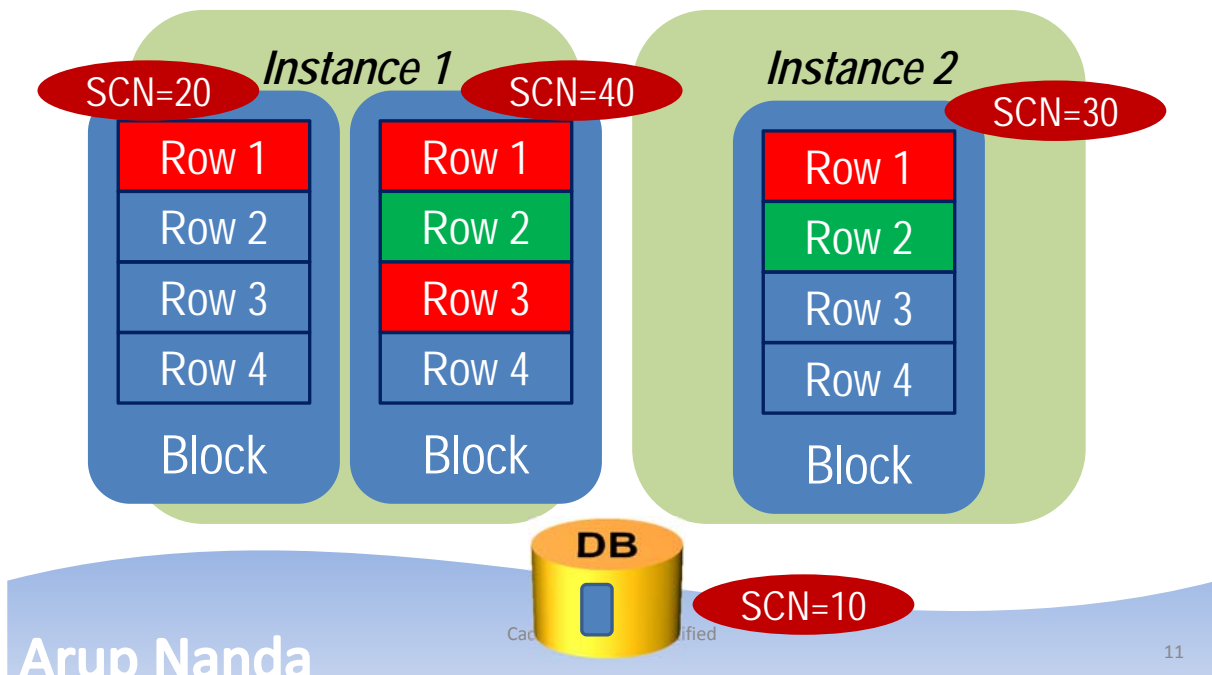 Instance 1
SCN=20
SCN=40
Row 1
Row 2
Row 3
Row 4
Block
Row 1
Row 2
Row 3
Row 4
Block
Instance 2
SCN=30
Row 1
Row 2
Row 3
Row 4
Block
DB
SCN=10
Arup Nanda
11